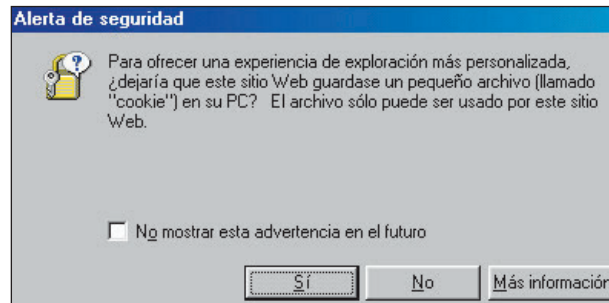 Alerta de seguridad
Para ofrecer una experiencia de exploración más personalizada,
¿dejaría que este sitio Web guardase un pequeño archivo (llamado
"cookie") en su PC? El archivo sólo puede ser usado por este sitio
Web.
No mostrar esta advertencia en el futuro
Sí No Más información